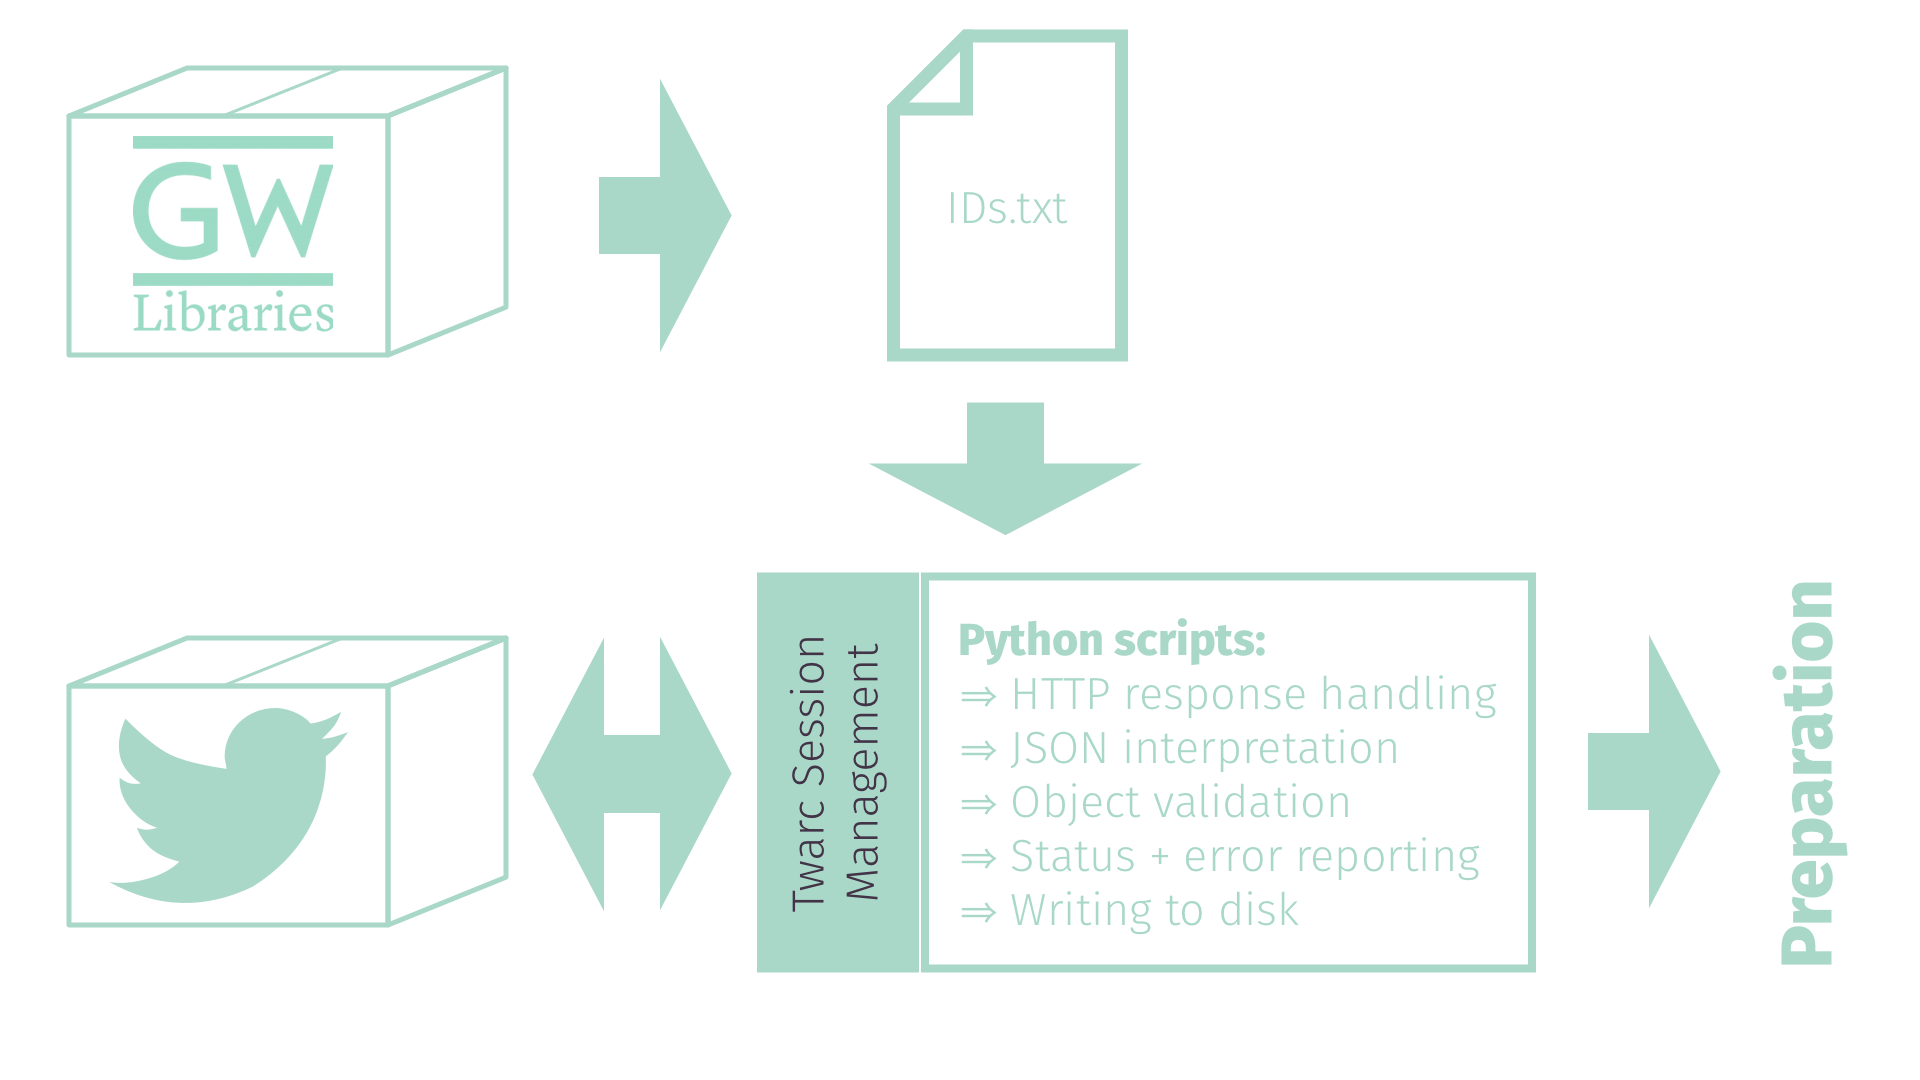 GW
Libraries
IDs.txt
Twarc Session
Management
Python scripts:
⇒ HTTP response handling
⇒ JSON interpretation
⇒ Object validation
⇒ Status + error reporting
⇒ Writing to disk
Preparation